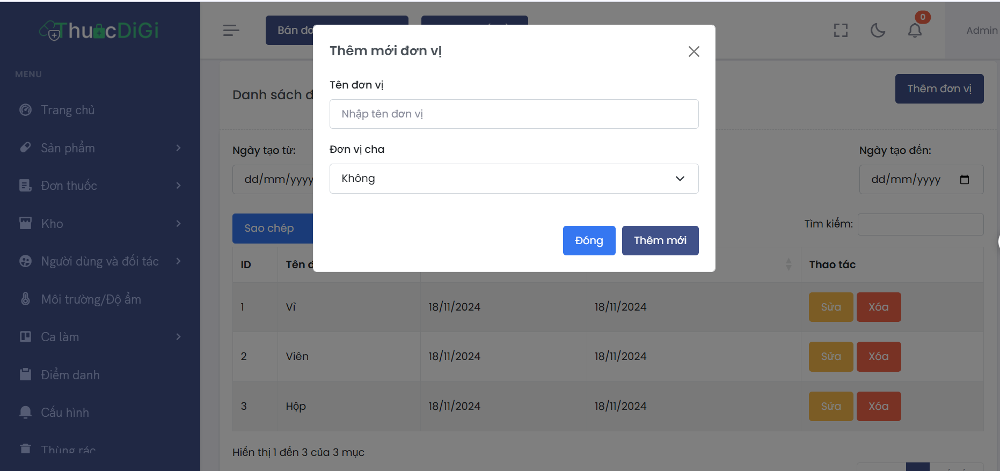 ThuốcDiGi
MENU
Trang chủ
Sản phẩm
Đơn thuốc
Kho
Người dùng và đối tác
Môi trường/Độ ẩm
Ca làm
Điểm danh
Cấu hình
Thùng rác
Bán
0
Admin
Danh sách
Thêm đơn vị
Ngày tạo từ:
dd/mm/yyyy
Ngày tạo đến:
dd/mm/yyyy
Sao chép
Tìm kiếm:
Thêm mới đơn vị
Tên đơn vị
Nhập tên đơn vị
Đơn vị cha
Không
Đóng Thêm mới
ID Tên Thao tác
1 Vỉ 18/11/2024 18/11/2024 Sửa Xóa
2 Viên 18/11/2024 18/11/2024 Sửa Xóa
3 Hộp 18/11/2024 18/11/2024 Sửa Xóa
Hiển thị 1 đến 3 của 3 mục